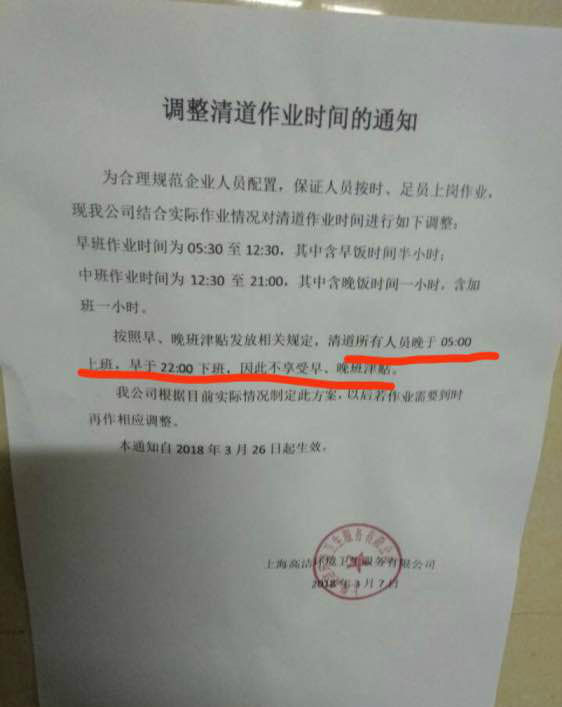 调整清道作业时间的通知
为合理规范企业人员配置，保证人员按时、足员上岗作业，
现我公司结合实际作业情况对清道作业时间进行如下调整：
早班作业时间为 05:30 至 12:30，其中含早饭时间半小时；
中班作业时间为 12:30 至 21:00，其中含晚饭时间一小时，含加
班一小时。
按照早、晚班津贴发放相关规定，清道所有人员晚于 05:00
上班，早于 22:00 下班，因此不享受早、晚班津贴。
我公司根据目前实际情况制定此方案，以后若作业需要到时
再作相应调整。
本通知自 2018 年 3 月 26 日起生效。
上海高洁环境卫生服务有限公司
2018 年 3 月 7 日